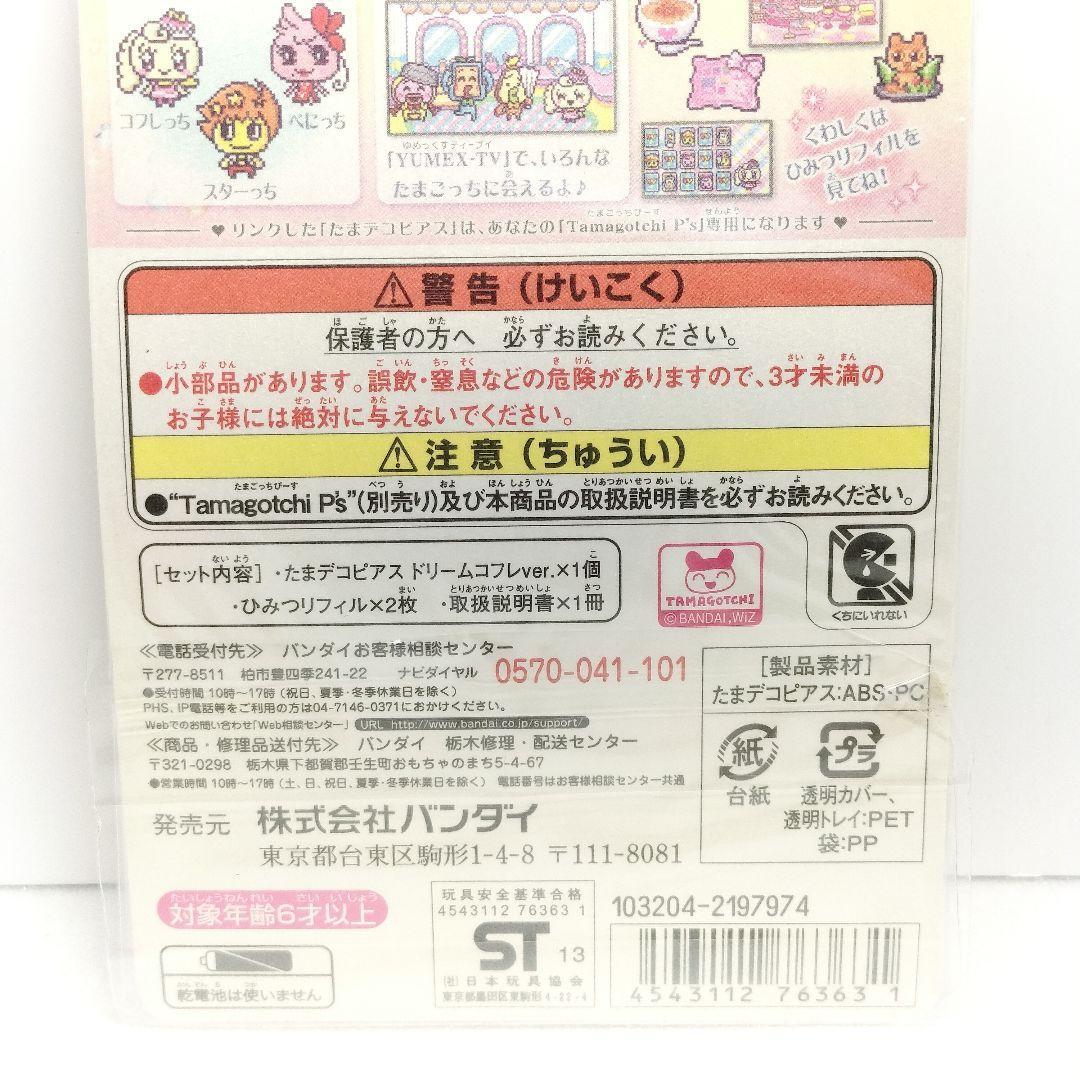 コフレっち
べにっち
スターっち
ゆめっくすティーブイ
「YUMEX-TV」で、いろんな
たまごっちに会えるよ♪
くわしくは
ひみつリフィルを
見てね!
♥ リンクした「たまデコピアス」は、あなたの「Tamagotchi P's」専用になります ♥
警告(けいこく)
保護者の方へ 必ずお読みください。
●小部品があります。誤飲・窒息などの危険がありますので、3才未満の
お子様には絶対に与えないでください。
注意(ちゅうい)
●“Tamagotchi P's”(別売り)及び本商品の取扱説明書を必ずお読みください。
[セット内容] ・たまデコピアス ドリームコフレver.×1個
・ひみつリフィル×2枚 ・取扱説明書×1冊
TAMAGOTCHI
©BANDAI,WiZ
くちにいれない
≪電話受付先≫ バンダイお客様相談センター
〒277-8511 柏市豊四季241-22 ナビダイヤル 0570-041-101
●受付時間 10時〜17時(祝日、夏季・冬季休業日を除く)
PHS、IP電話等をご利用の方は04-7146-0371におかけください。
Webでのお問い合わせ「Web相談センター」 URL http://www.bandai.co.jp/support/
≪商品・修理品送付先≫ バンダイ 栃木修理・配送センター
〒321-0298 栃木県下都賀郡壬生町おもちゃのまち5-4-67
●営業時間 10時〜17時(土、日、祝日、夏季・冬季休業日を除く) 電話番号はお客様相談センター共通
発売元 株式会社バンダイ
東京都台東区駒形1-4-8 〒111-8081
[製品素材]
たまデコピアス:ABS・PC
紙
プラ
台紙
透明カバー、
透明トレイ:PET
袋:PP
対象年齢6才以上
乾電池は使いません
玩具安全基準合格
4543112 76363 1
ST 13
(社)日本玩具協会
東京都墨田区東駒形4-22-4
103204-2197974
4543112 763631